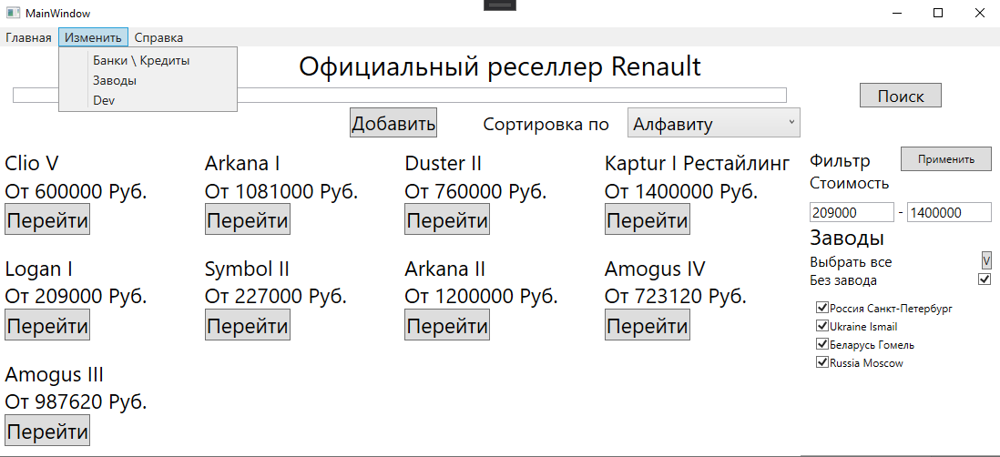 MainWindow
Главная Изменить Справка
Банки \ Кредиты
Заводы
Dev
Официальный реселлер Renault
Поиск
Добавить Сортировка по Алфавиту
Clio V Arkana I Duster II Kaptur I Рестайлинг
От 600000 Руб. От 1081000 Руб. От 760000 Руб. От 1400000 Руб.
Перейти Перейти Перейти Перейти
Logan I Symbol II Arkana II Amogus IV
От 209000 Руб. От 227000 Руб. От 1200000 Руб. От 723120 Руб.
Перейти Перейти Перейти Перейти
Amogus III
От 987620 Руб.
Перейти
Фильтр Применить
Стоимость
209000 - 1400000
Заводы
Выбрать все V
Без завода
Россия Санкт-Петербург
Ukraine Ismail
Беларусь Гомель
Russia Moscow